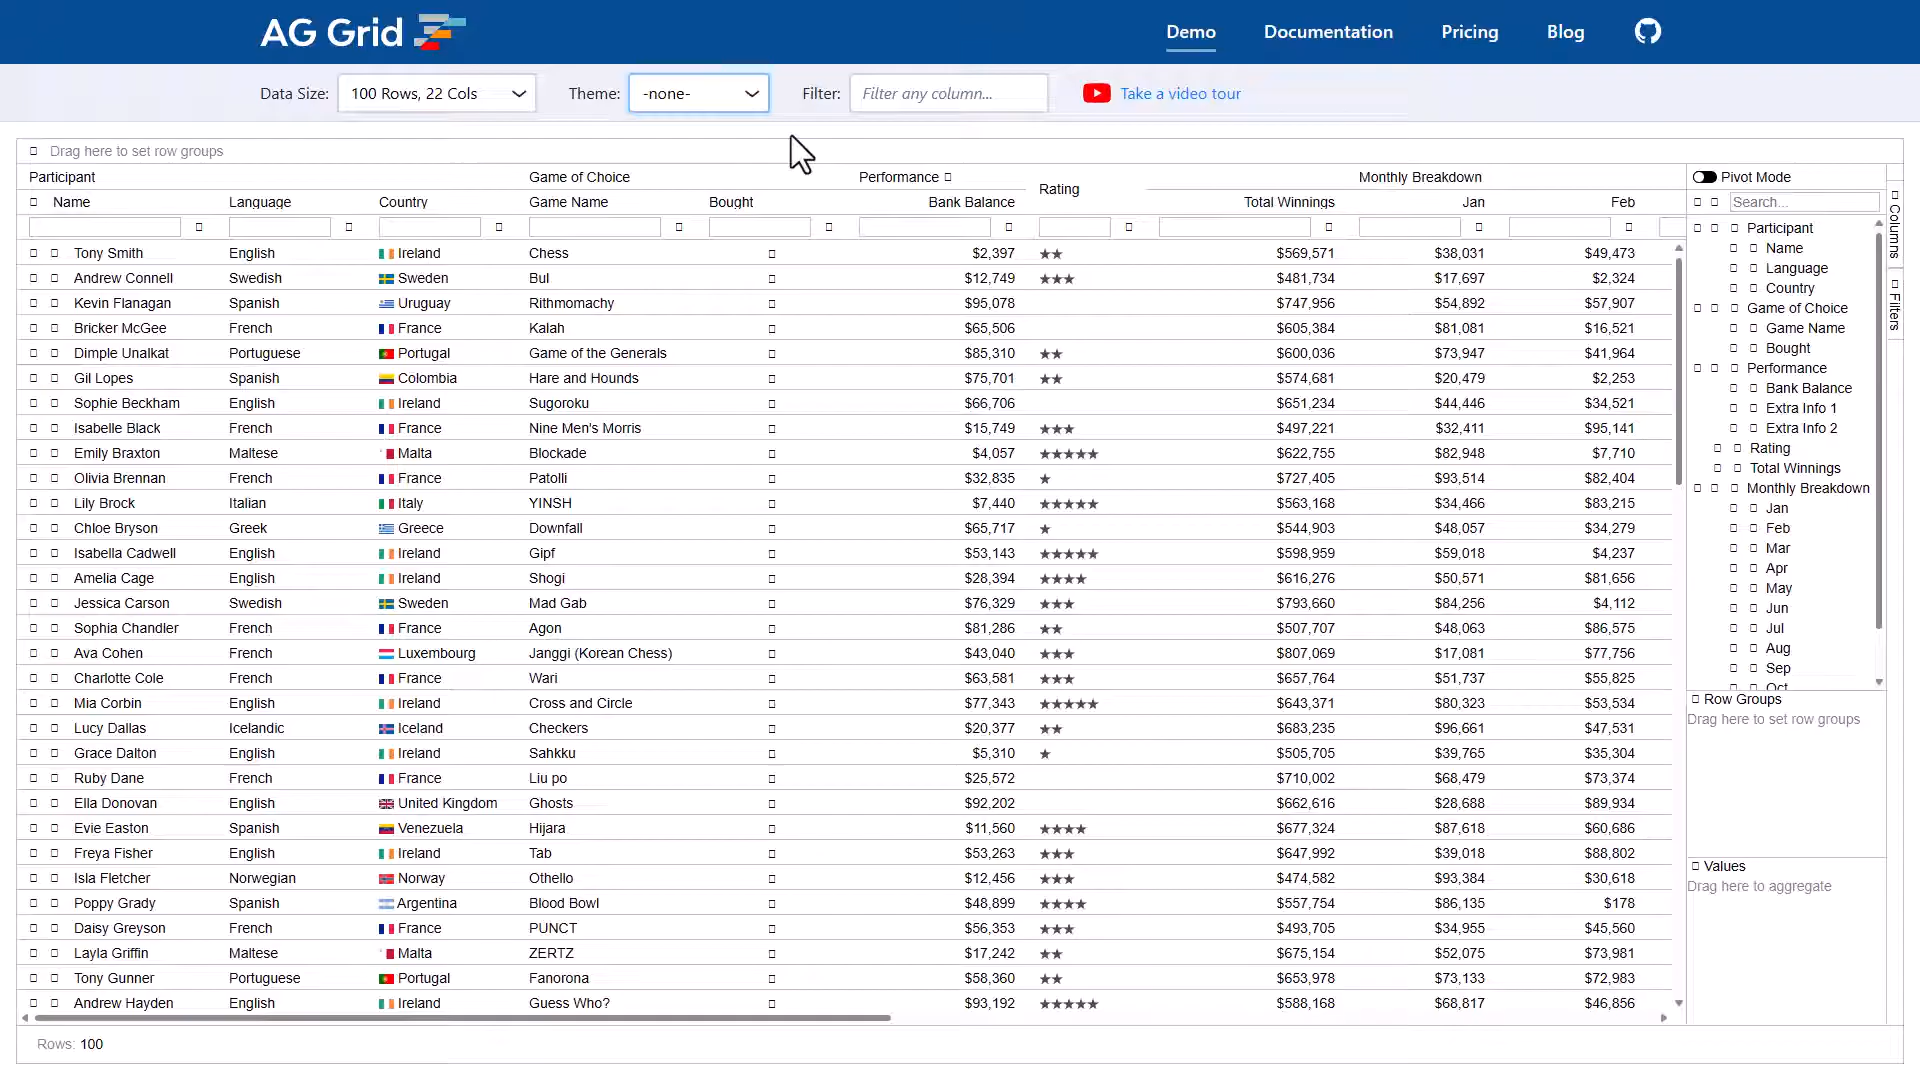 AG Grid Demo Documentation Pricing Blog
Data Size: 100 Rows, 22 Cols Theme: -none- Filter: Filter any column... Take a video tour
Drag here to set row groups
Participant Game of Choice Performance Monthly Breakdown Pivot Mode
Name Language Country Game Name Bought Bank Balance Rating Total Winnings Jan Feb Search...
Tony Smith English Ireland Chess $2,397 ★★ $569,571 $38,031 $49,473
Andrew Connell Swedish Sweden Bul $12,749 ★★★ $481,734 $17,697 $2,324
Kevin Flanagan Spanish Uruguay Rithmomachy $95,078 $747,956 $54,892 $57,907
Bricker McGee French France Kalah $65,506 $605,384 $81,081 $16,521
Dimple Unalkat Portuguese Portugal Game of the Generals $85,310 ★★ $600,036 $73,947 $41,964
Gil Lopes Spanish Colombia Hare and Hounds $75,701 ★★ $574,681 $20,479 $2,253
Sophie Beckham English Ireland Sugoroku $66,706 $651,234 $44,446 $34,521
Isabelle Black French France Nine Men's Morris $15,749 ★★★ $497,221 $32,411 $95,141
Emily Braxton Maltese Malta Blockade $4,057 ★★★★★ $622,755 $82,948 $7,710
Olivia Brennan French France Patolli $32,835 ★ $727,405 $93,514 $82,404
Lily Brock Italian Italy YINSH $7,440 ★★★★★ $563,168 $34,466 $83,215
Chloe Bryson Greek Greece Downfall $65,717 ★ $544,903 $48,057 $34,279
Isabella Cadwell English Ireland Gipf $53,143 ★★★★★ $598,959 $59,018 $4,237
Amelia Cage English Ireland Shogi $28,394 ★★★★ $616,276 $50,571 $81,656
Jessica Carson Swedish Sweden Mad Gab $76,329 ★★★ $793,660 $84,256 $4,112
Sophia Chandler French France Agon $81,286 ★★ $507,707 $48,063 $86,575
Ava Cohen French Luxembourg Janggi (Korean Chess) $43,040 ★★★ $807,069 $17,081 $77,756
Charlotte Cole French France Wari $63,581 ★★★ $657,764 $51,737 $55,825
Mia Corbin English Ireland Cross and Circle $77,343 ★★★★★ $643,371 $80,323 $53,534
Lucy Dallas Icelandic Iceland Checkers $20,377 ★★ $683,235 $96,661 $47,531
Grace Dalton English Ireland Sahkku $5,310 ★ $505,705 $39,765 $35,304
Ruby Dane French France Liu po $25,572 $710,002 $68,479 $73,374
Ella Donovan English United Kingdom Ghosts $92,202 $662,616 $28,688 $89,934
Evie Easton Spanish Venezuela Hijara $11,560 ★★★★ $677,324 $87,618 $60,686
Freya Fisher English Ireland Tab $53,263 ★★★ $647,992 $39,018 $88,802
Isla Fletcher Norwegian Norway Othello $12,456 ★★★ $474,582 $93,384 $30,618
Poppy Grady Spanish Argentina Blood Bowl $48,899 ★★★★ $557,754 $86,135 $178
Daisy Greyson French France PUNCT $56,353 ★★★ $493,705 $34,955 $45,560
Layla Griffin Maltese Malta ZERTZ $17,242 ★★ $675,154 $52,075 $73,981
Tony Gunner Portuguese Portugal Fanorona $58,360 ★★ $653,978 $73,133 $72,983
Andrew Hayden English Ireland Guess Who? $93,192 ★★★★★ $588,168 $68,817 $46,856
Participant
Name
Language
Country
Game of Choice
Game Name
Bought
Performance
Bank Balance
Extra Info 1
Extra Info 2
Rating
Total Winnings
Monthly Breakdown
Jan
Feb
Mar
Apr
May
Jun
Jul
Aug
Sep
Oct
Row Groups
Drag here to set row groups
Values
Drag here to aggregate
Columns
Filters
Rows: 100